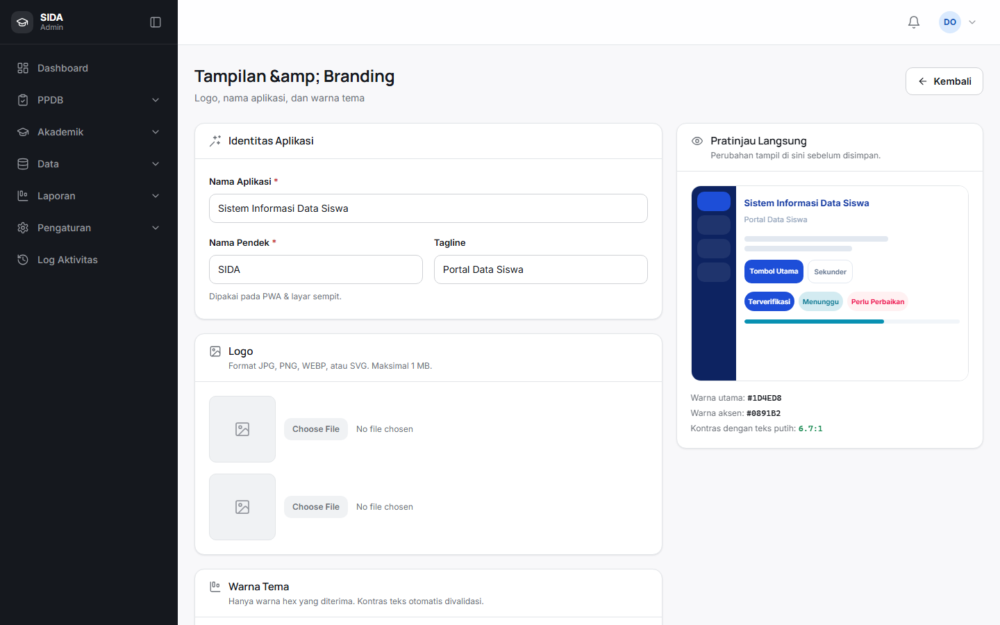 SIDA
Admin
Dashboard
PPDB
Akademik
Data
Laporan
Pengaturan
Log Aktivitas
DO
Tampilan &amp; Branding
Logo, nama aplikasi, dan warna tema
Kembali
Identitas Aplikasi
Nama Aplikasi *
Sistem Informasi Data Siswa
Nama Pendek *
Tagline
SIDA
Portal Data Siswa
Dipakai pada PWA & layar sempit.
Logo
Format JPG, PNG, WEBP, atau SVG. Maksimal 1 MB.
Choose File No file chosen
Choose File No file chosen
Warna Tema
Hanya warna hex yang diterima. Kontras teks otomatis divalidasi.
Pratinjau Langsung
Perubahan tampil di sini sebelum disimpan.
Sistem Informasi Data Siswa
Portal Data Siswa
Tombol Utama
Sekunder
Terverifikasi
Menunggu
Perlu Perbaikan
Warna utama: #1D4ED8
Warna aksen: #0891B2
Kontras dengan teks putih: 6.7:1